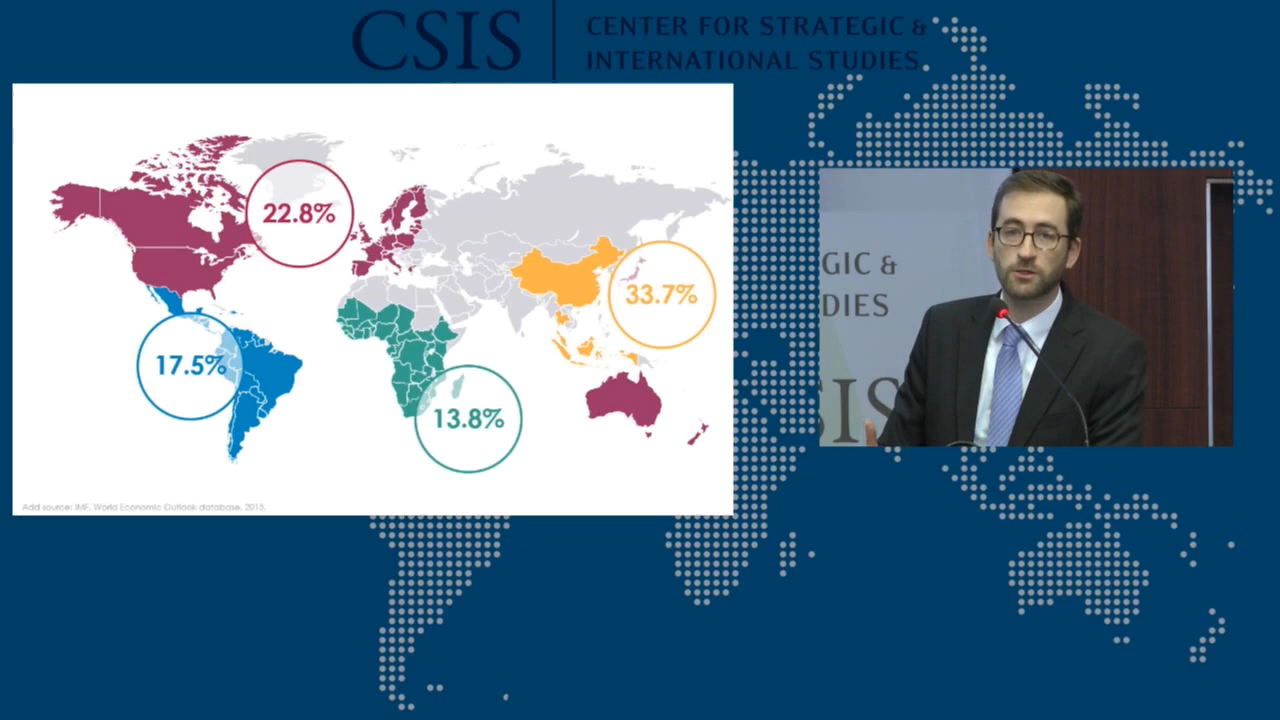 CSIS
CENTER FOR STRATEGIC &
INTERNATIONAL STUDIES
22.8%
33.7%
17.5%
13.8%
Add source: IMF, World Economic Outlook database, 2015.
GIC &
DIES
SIS